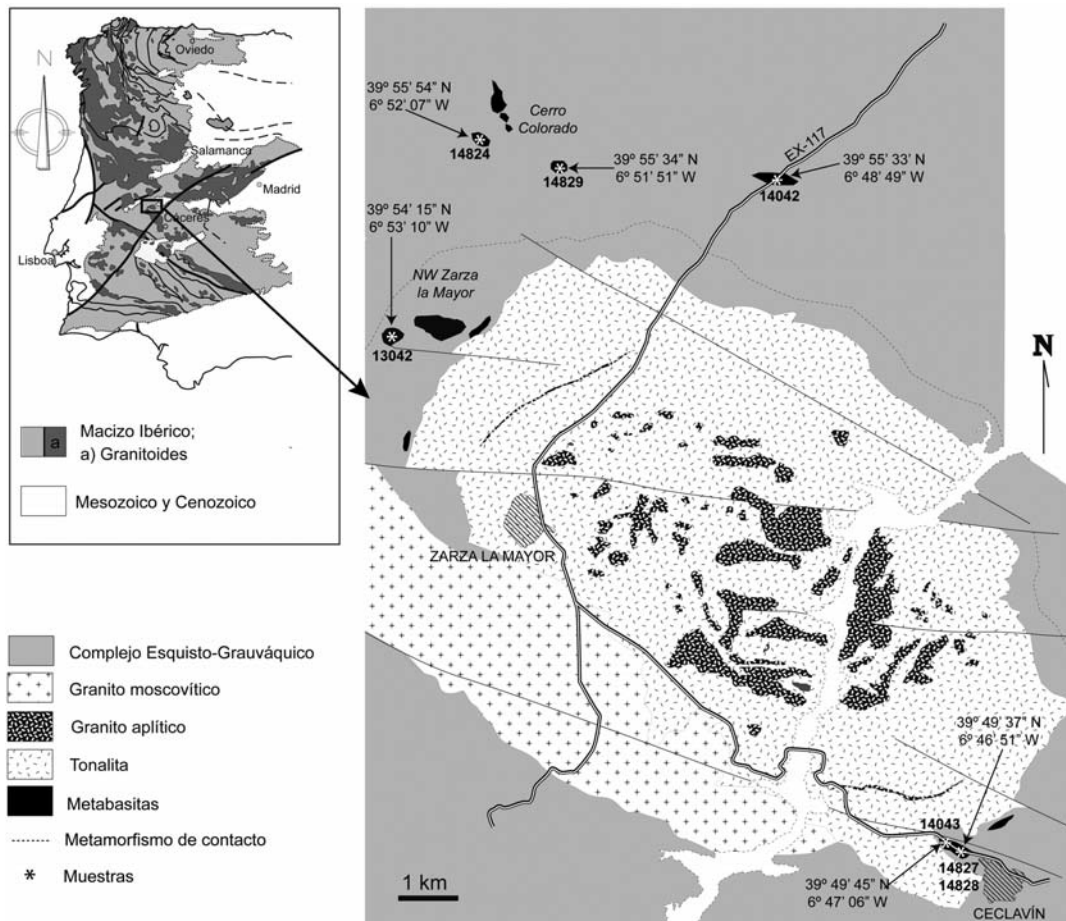 N
Oviedo
Salamanca
Madrid
Cáceres
Lisboa
a
Macizo Ibérico;
a) Granitoides
Mesozoico y Cenozoico
Complejo Esquisto-Grauváquico
Granito moscovítico
Granito aplítico
Tonalita
Metabasitas
Metamorfismo de contacto
Muestras
39º 55' 54" N
6º 52' 07" W
14824
Cerro
Colorado
14829
39º 55' 34" N
6º 51' 51" W
EX-117
14042
39º 55' 33' N
6º 48' 49" W
39º 54' 15" N
6º 53' 10" W
NW Zarza
la Mayor
13042
N
ZARZA LA MAYOR
39º 49' 37" N
6º 46' 51" W
14043
14827
14828
39º 49' 45" N
6º 47' 06" W
CECLAVÍN
1 km